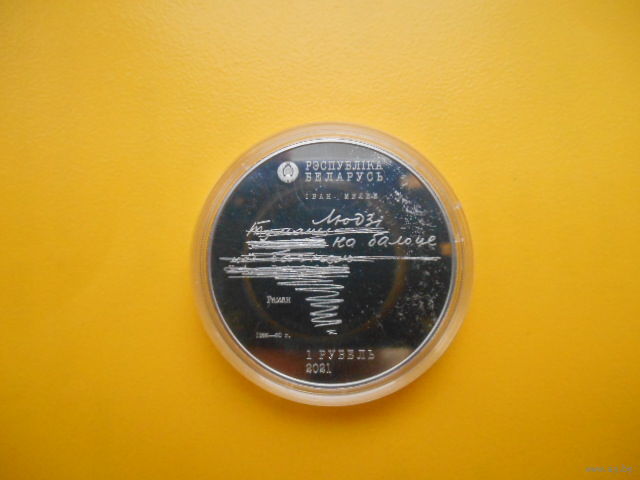 РЭСПУБЛІКА
БЕЛАРУСЬ
ІВАН МЕЛЕЖ
Людзі
на балоце
Раман
1 РУБЕЛЬ
2021